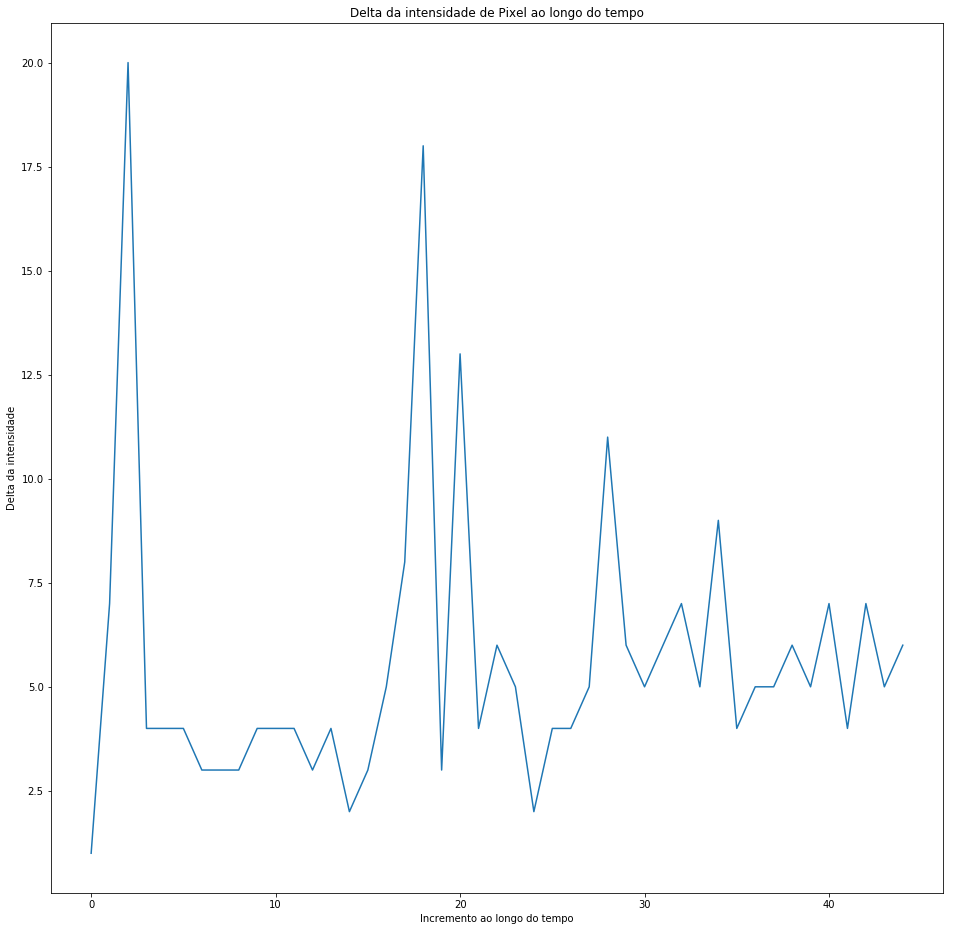 Delta da intensidade de Pixel ao longo do tempo
20.0
17.5
15.0
12.5
10.0
7.5
5.0
2.5
Delta da intensidade
0 10 20 30 40
Incremento ao longo do tempo